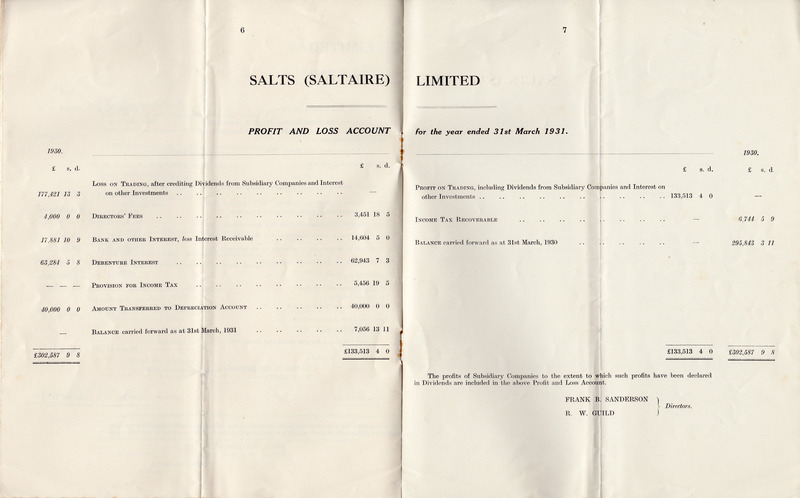 6
7
SALTS (SALTAIRE) LIMITED
PROFIT AND LOSS ACCOUNT for the year ended 31st March 1931.
1930.
£ s. d. £ s. d.
LOSS ON TRADING, after crediting Dividends from Subsidiary Companies and Interest
177,421 13 3 on other Investments .. .. .. .. .. .. .. .. .. —
4,000 0 0 DIRECTORS' FEES .. .. .. .. .. .. .. .. .. .. 3,451 18 5
17,881 10 9 BANK AND OTHER INTEREST, less Interest Receivable .. .. .. .. 14,604 5 0
63,284 5 8 DEBENTURE INTEREST .. .. .. .. .. .. .. .. .. 62,943 7 3
— — — PROVISION FOR INCOME TAX .. .. .. .. .. .. .. .. 5,456 19 5
40,000 0 0 AMOUNT TRANSFERRED TO DEPRECIATION ACCOUNT .. .. .. .. .. 40,000 0 0
— BALANCE carried forward as at 31st March, 1931 .. .. .. .. .. 7,056 13 11
£302,587 9 8 £133,513 4 0
1930.
£ s. d. £ s. d.
PROFIT ON TRADING, including Dividends from Subsidiary Companies and Interest on
other Investments .. .. .. .. .. .. .. .. .. .. 133,513 4 0 —
INCOME TAX RECOVERABLE .. .. .. .. .. .. .. — 6,744 5 9
BALANCE carried forward as at 31st March, 1930 .. .. .. .. .. — 295,843 3 11
£133,513 4 0 £302,587 9 8
The profits of Subsidiary Companies to the extent to which such profits have been declared
in Dividends are included in the above Profit and Loss Account.
FRANK B. SANDERSON
R. W. GUILD
Directors.